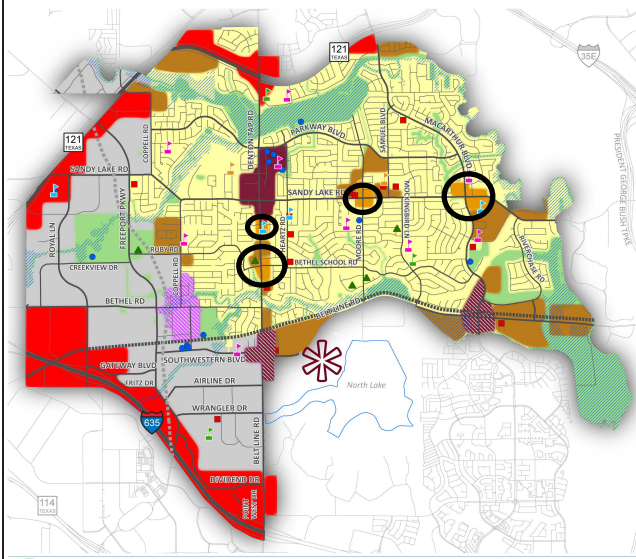 121
TEXAS
35E
121
TEXAS
COPPELL RD
DENTON TAP RD
PARKWAY BLVD
SAMUEL BLVD
MACARTHUR BLVD
PRESIDENT GEORGE BUSH TPKE
SANDY LAKE RD
SANDY LAKE RD
MOCKINGBIRD LN
ROYAL LN
FREEPORT PKWY
HEARTZ RD
MOORE RD
RIVERCHASE RD
RUBY RD
CREEKVIEW DR
COPPELL RD
BETHEL SCHOOL RD
BETHEL RD
BELT LINE RD
SOUTHWESTERN BLVD
GATEWAY BLVD
FRITZ DR
AIRLINE DR
North Lake
WRANGLER DR
635
BELT LINE RD
DIVIDEND DR
POINT
WEST DR
114
TEXAS